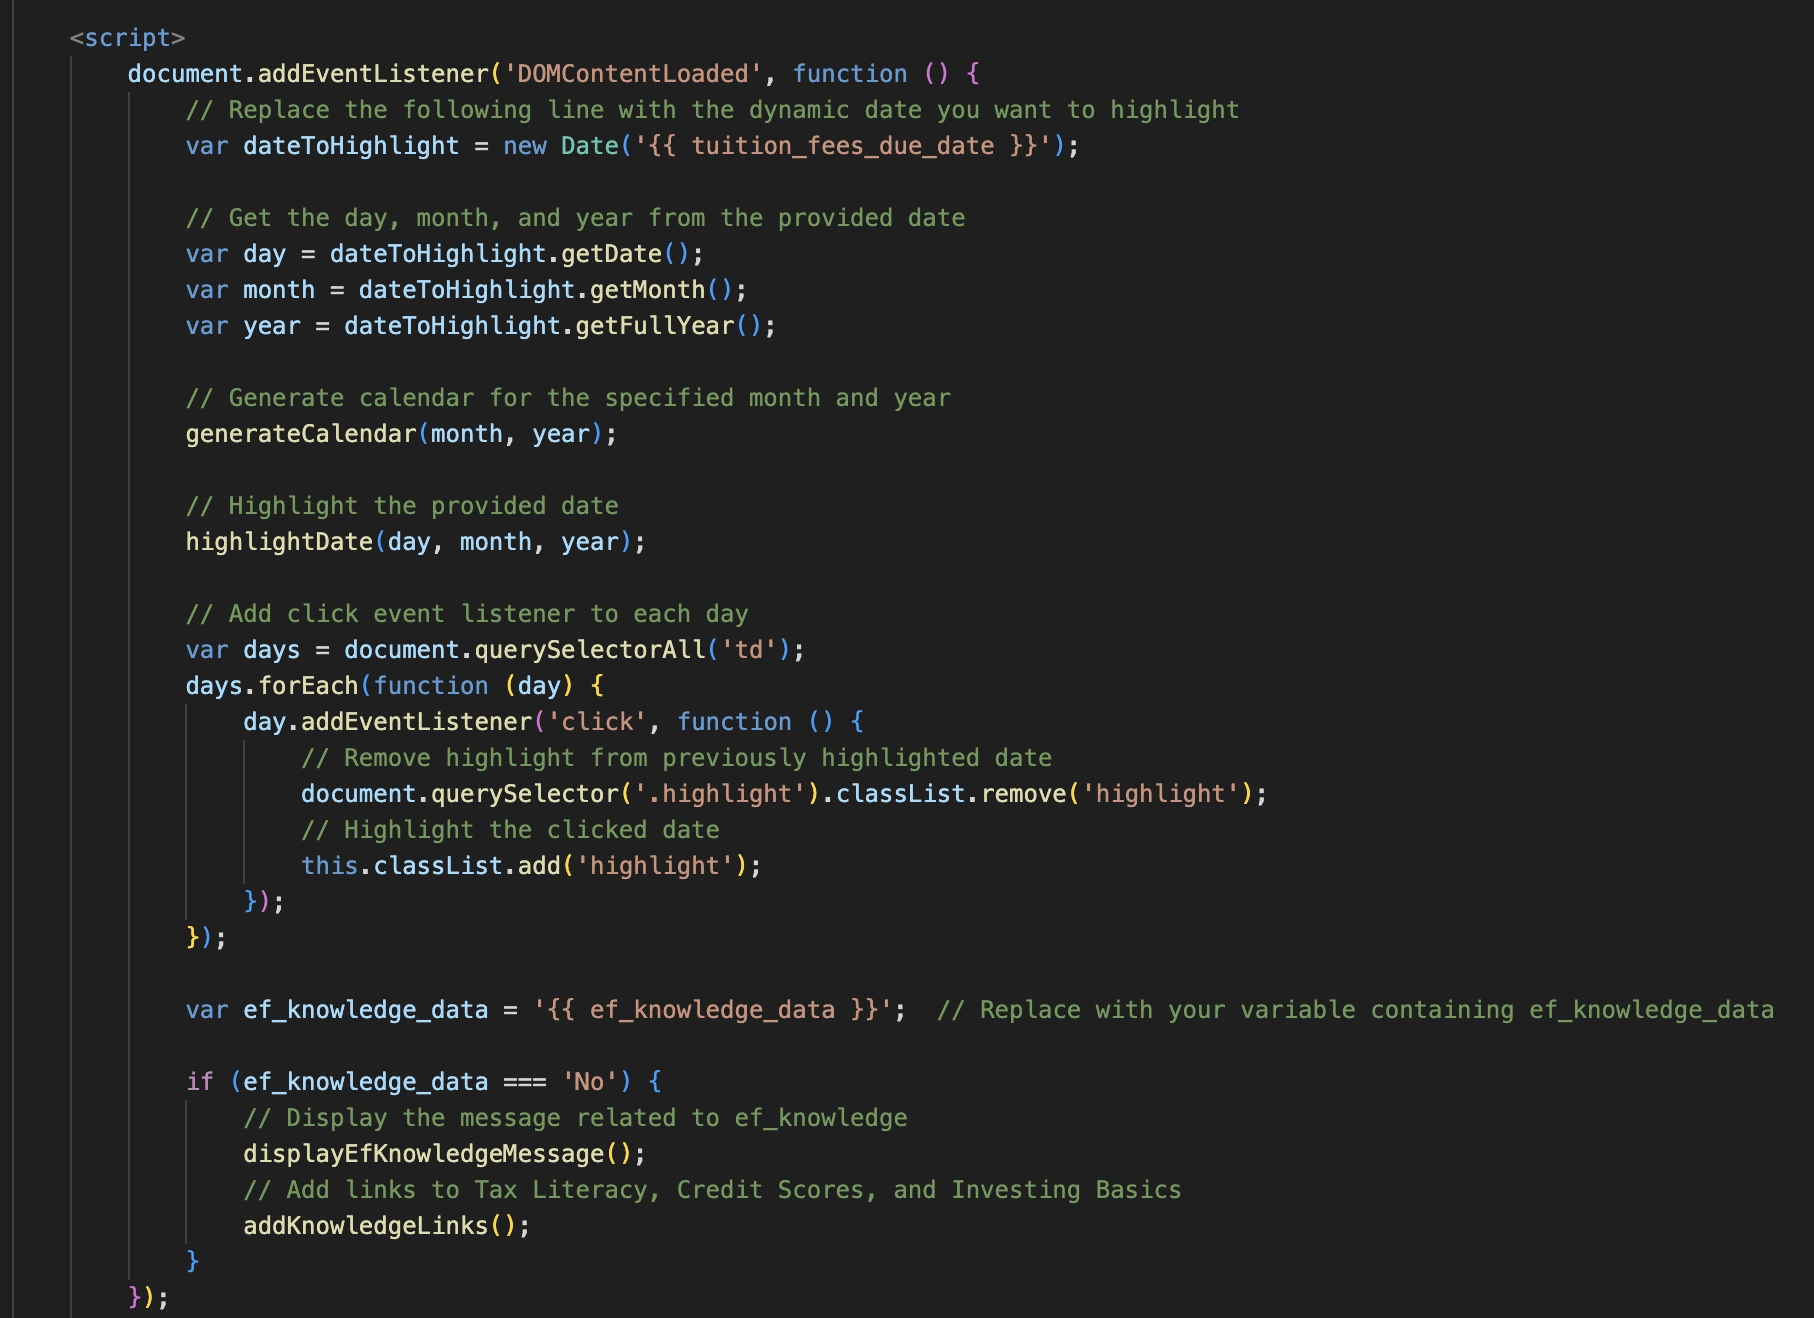 <script>
document.addEventListener('DOMContentLoaded', function () {
// Replace the following line with the dynamic date you want to highlight
var dateToHighlight = new Date('{{ tuition_fees_due_date }}');
// Get the day, month, and year from the provided date
var day = dateToHighlight.getDate();
var month = dateToHighlight.getMonth();
var year = dateToHighlight.getFullYear();
// Generate calendar for the specified month and year
generateCalendar(month, year);
// Highlight the provided date
highlightDate(day, month, year);
// Add click event listener to each day
var days = document.querySelectorAll('td');
days.forEach(function (day) {
day.addEventListener('click', function () {
// Remove highlight from previously highlighted date
document.querySelector('.highlight').classList.remove('highlight');
// Highlight the clicked date
this.classList.add('highlight');
});
});
var ef_knowledge_data = '{{ ef_knowledge_data }}';  // Replace with your variable containing ef_knowledge_data
if (ef_knowledge_data === 'No') {
// Display the message related to ef_knowledge
displayEfKnowledgeMessage();
// Add links to Tax Literacy, Credit Scores, and Investing Basics
addKnowledgeLinks();
}
});